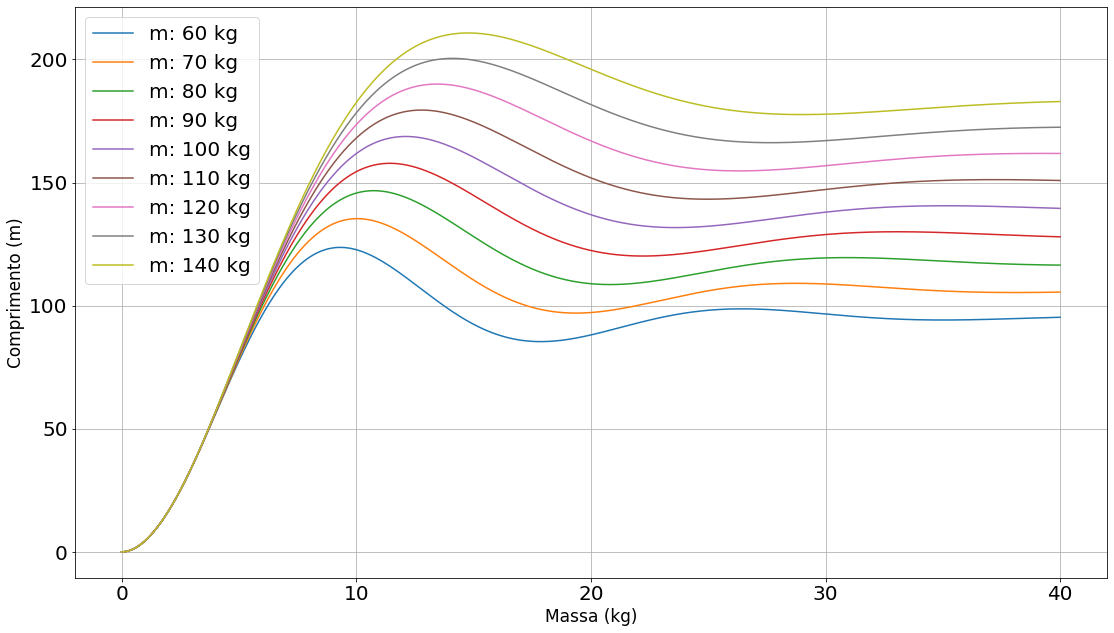 m: 60 kg
m: 70 kg
m: 80 kg
m: 90 kg
m: 100 kg
m: 110 kg
m: 120 kg
m: 130 kg
m: 140 kg
200
150
100
50
0
Comprimento (m)
0 10 20 30 40
Massa (kg)